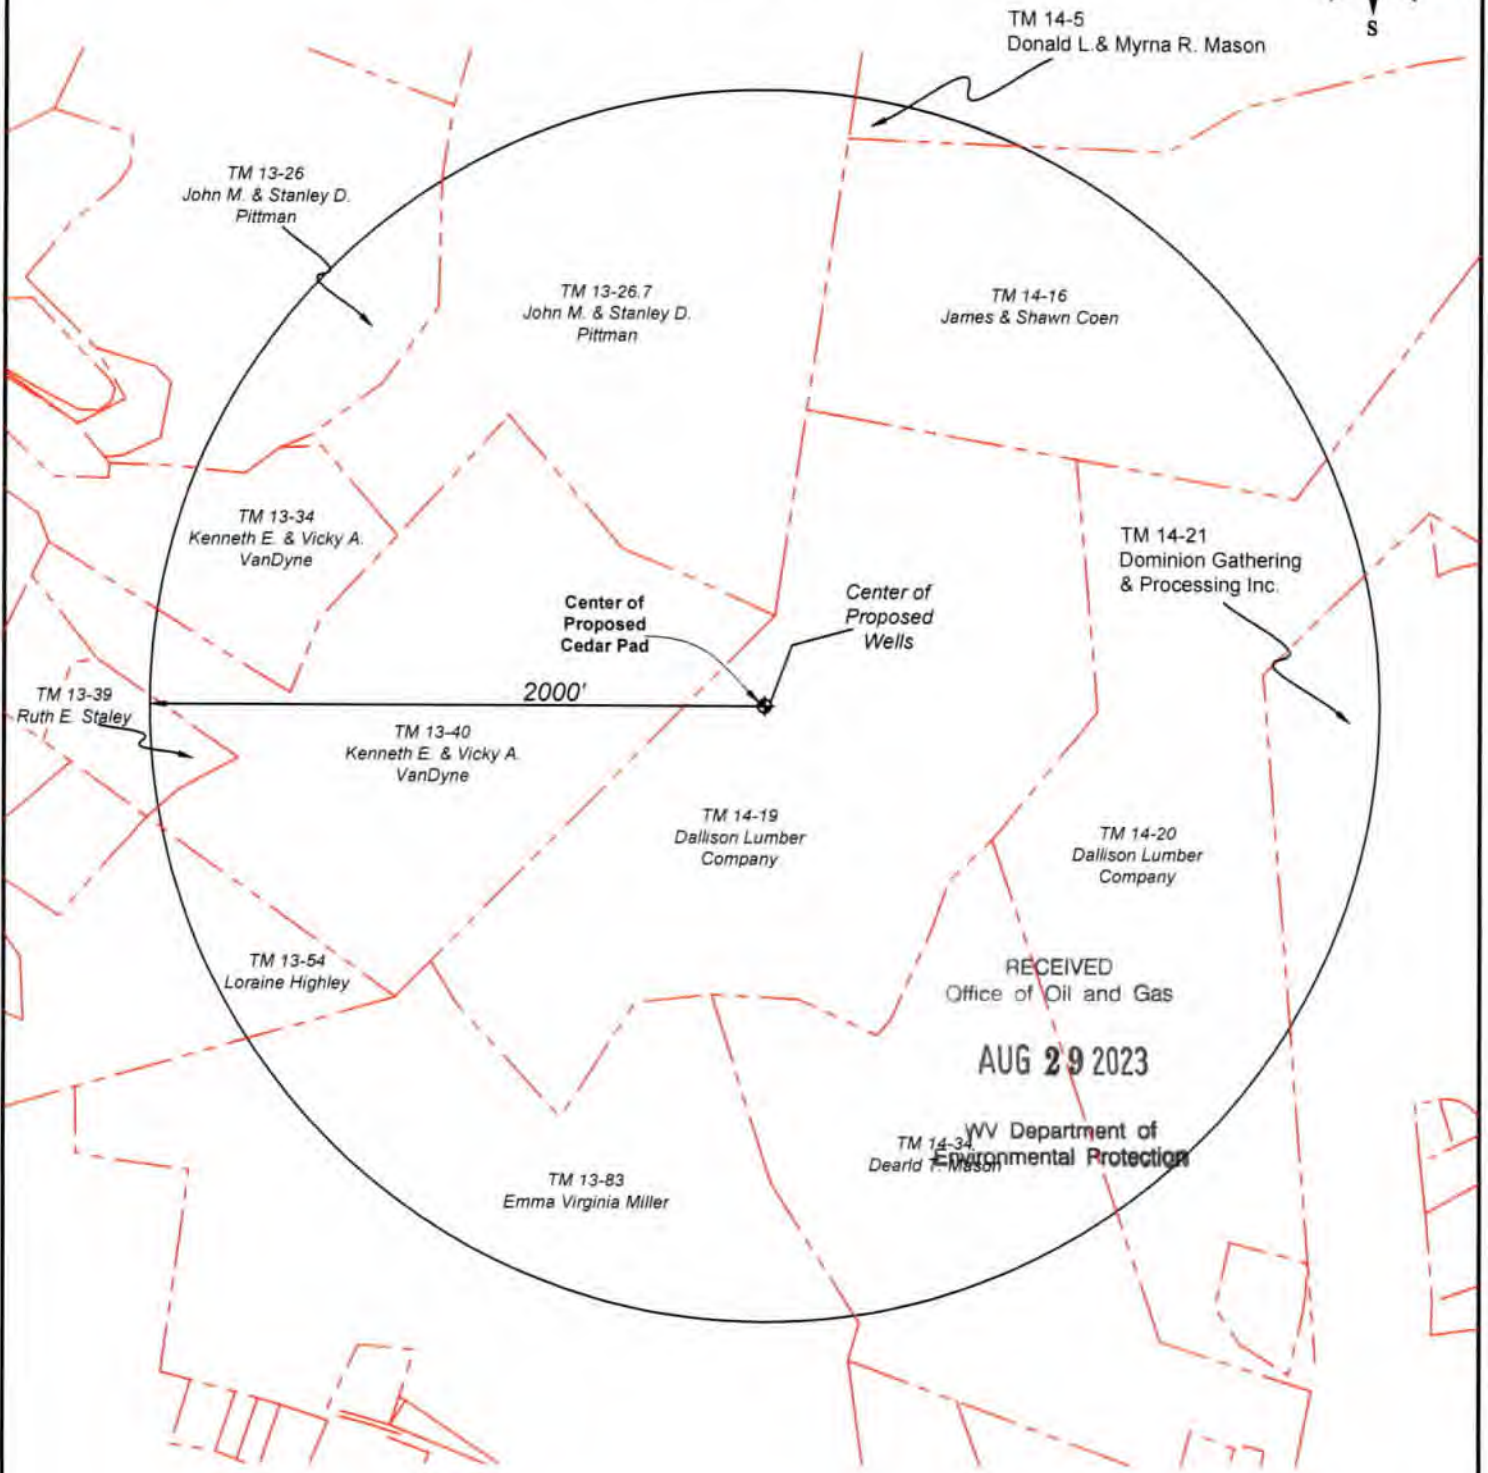 S
TM 14-5
Donald L.& Myrna R. Mason
TM 13-26
John M. & Stanley D.
Pittman
TM 13-26.7
John M. & Stanley D.
Pittman
TM 14-16
James & Shawn Coen
TM 13-34
Kenneth E. & Vicky A.
VanDyne
TM 14-21
Dominion Gathering
& Processing Inc.
Center of
Proposed
Cedar Pad
Center of
Proposed
Wells
2000'
TM 13-39
Ruth E. Staley
TM 13-40
Kenneth E. & Vicky A.
VanDyne
TM 14-19
Dallison Lumber
Company
TM 14-20
Dallison Lumber
Company
TM 13-54
Loraine Highley
RECEIVED
Office of Oil and Gas
AUG 29 2023
WV Department of
Environmental Protection
TM 14-34
Dearld T. Mason
TM 13-83
Emma Virginia Miller